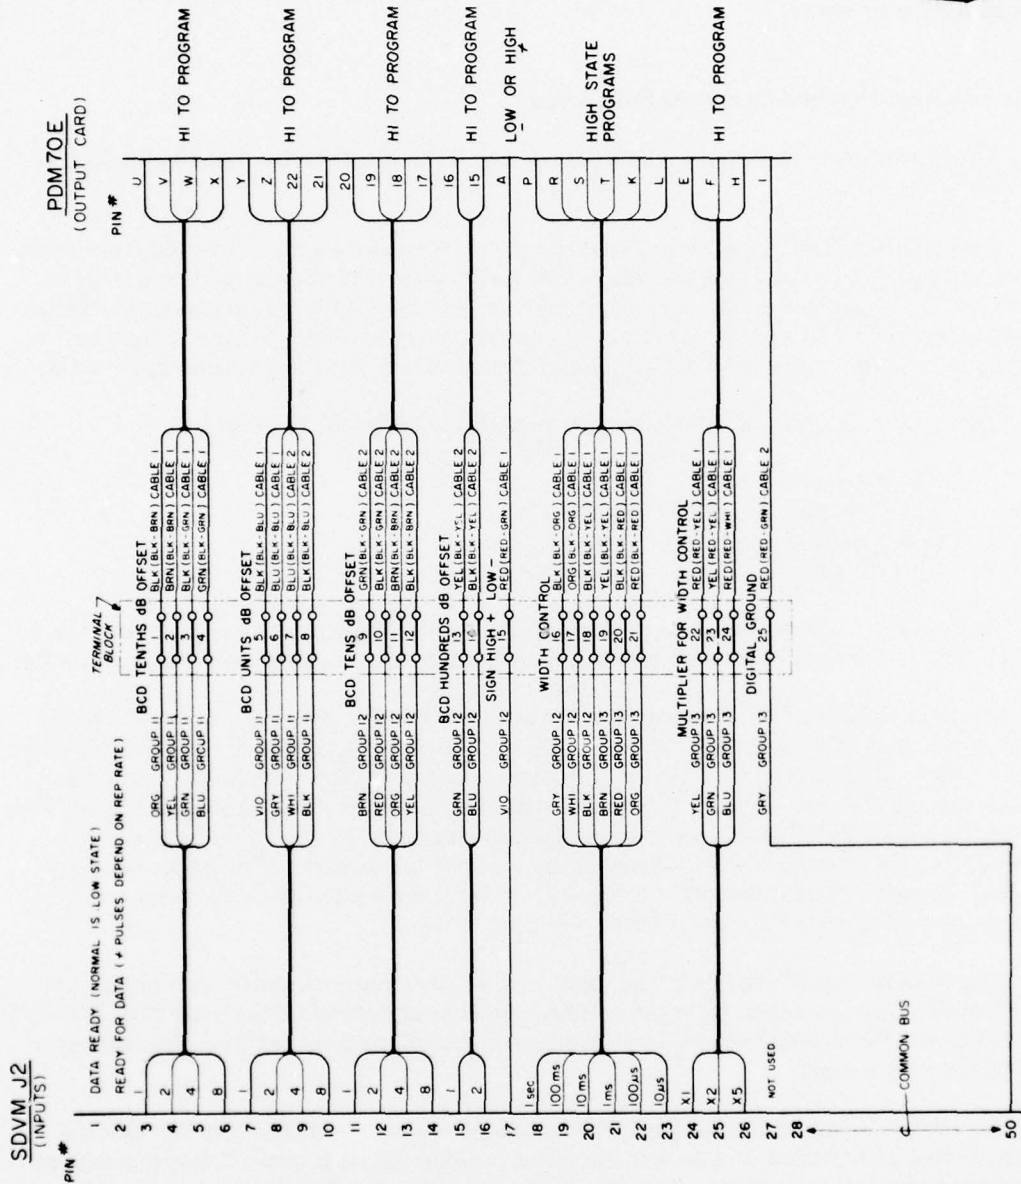 SDVM J2
(INPUTS)
PIN #
PDM70E
(OUTPUT CARD)
PIN #
TERMINAL BLOCK
1 DATA READY (NORMAL IS LOW STATE)
2 READY FOR DATA (+ PULSES DEPEND ON REP RATE)
BCD TENTHS dB OFFSET
3 1 ORG GROUP 11 1 BLK(BLK-BRN) CABLE 1 U
4 2 YEL GROUP 11 2 BRN(BLK-BRN) CABLE 1 V
5 4 GRN GROUP 11 3 BLK(BLK-GRN) CABLE 1 W
6 8 BLU GROUP 11 4 GRN(BLK-GRN) CABLE 1 X
HI TO PROGRAM
BCD UNITS dB OFFSET
7 1 VIO GROUP 11 5 BLK(BLK-BLU) CABLE 1 Y
8 2 GRY GROUP 11 6 BLU(BLK-BLU) CABLE 1 Z
9 4 WHI GROUP 11 7 BLU(BLK-BLU) CABLE 2 22
10 8 BLK GROUP 11 8 BLK(BLK-BLU) CABLE 2 21
HI TO PROGRAM
BCD TENS dB OFFSET
11 1 BRN GROUP 12 9 GRN(BLK-GRN) CABLE 2 20
12 2 RED GROUP 12 10 BLK(BLK-GRN) CABLE 2 19
13 4 ORG GROUP 12 11 BRN(BLK-BRN) CABLE 2 18
14 8 YEL GROUP 12 12 BLK(BLK-BRN) CABLE 2 17
HI TO PROGRAM
BCD HUNDREDS dB OFFSET
15 1 GRN GROUP 12 13 YEL(BLK-YEL) CABLE 2 16
16 2 BLU GROUP 12 14 BLK(BLK-YEL) CABLE 2 15
HI TO PROGRAM
SIGN HIGH + LOW -
17 VIO GROUP 12 15 RED(RED-GRN) CABLE 1 A
LOW OR HIGH
- +
WIDTH CONTROL
18 1 sec GRY GROUP 12 16 BLK(BLK-ORG) CABLE 1 P
19 100 ms WHI GROUP 12 17 ORG(BLK-ORG) CABLE 1 R
20 10 ms BLK GROUP 12 18 BLK(BLK-YEL) CABLE 1 S
21 1 ms BRN GROUP 13 19 YEL(BLK-YEL) CABLE 1 T
22 100µs RED GROUP 13 20 BLK(BLK-RED) CABLE 1 K
23 10µs ORG GROUP 13 21 BLK(BLK-RED) CABLE 1 L
HIGH STATE PROGRAMS
MULTIPLIER FOR WIDTH CONTROL
24 X1 YEL GROUP 13 22 RED(RED-YEL) CABLE 1 E
25 X2 GRN GROUP 13 23 YEL(RED-YEL) CABLE 1 F
26 X5 BLU GROUP 13 24 RED(RED-WHI) CABLE 1 H
HI TO PROGRAM
DIGITAL GROUND
27 NOT USED GRY GROUP 13 25 RED(RED-GRN) CABLE 2 1
28
COMMON BUS
50